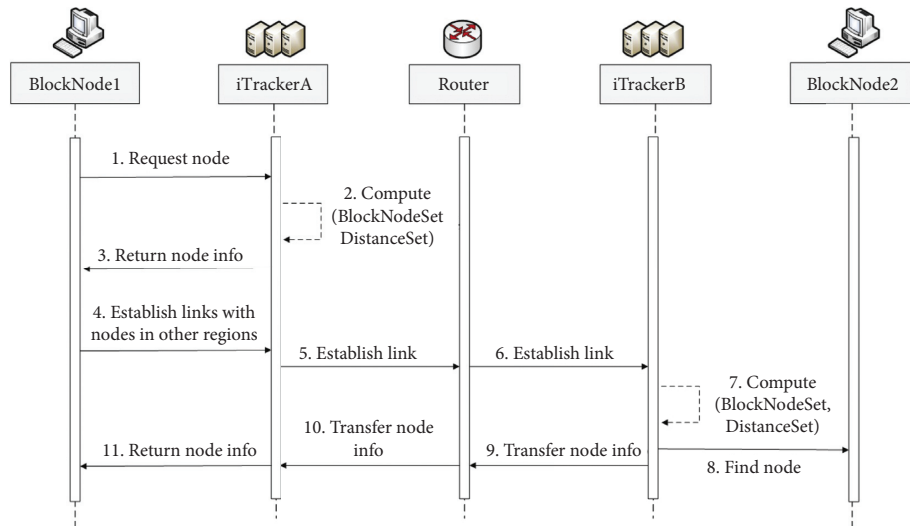 BlockNode1
iTrackerA
Router
iTrackerB
BlockNode2
1. Request node
2. Compute
(BlockNodeSet
DistanceSet)
3. Return node info
4. Establish links with
nodes in other regions
5. Establish link
6. Establish link
7. Compute
(BlockNodeSet,
DistanceSet)
8. Find node
9. Transfer node info
10. Transfer node
info
11. Return node info